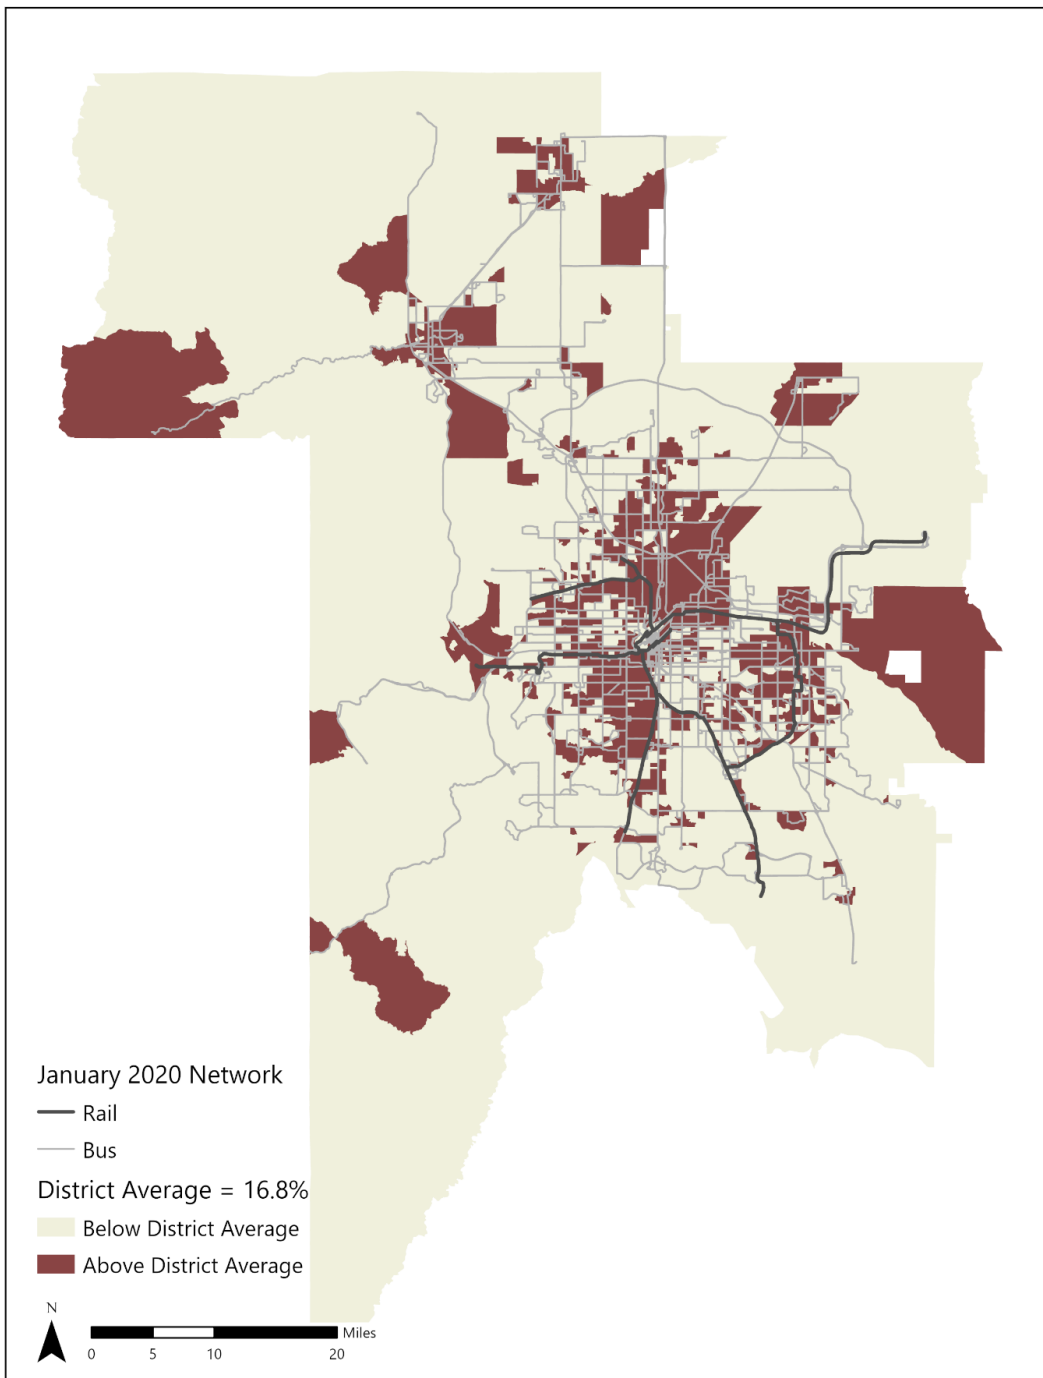 January 2020 Network
Rail
Bus
District Average = 16.8%
Below District Average
Above District Average
N
Miles
0 5 10 20